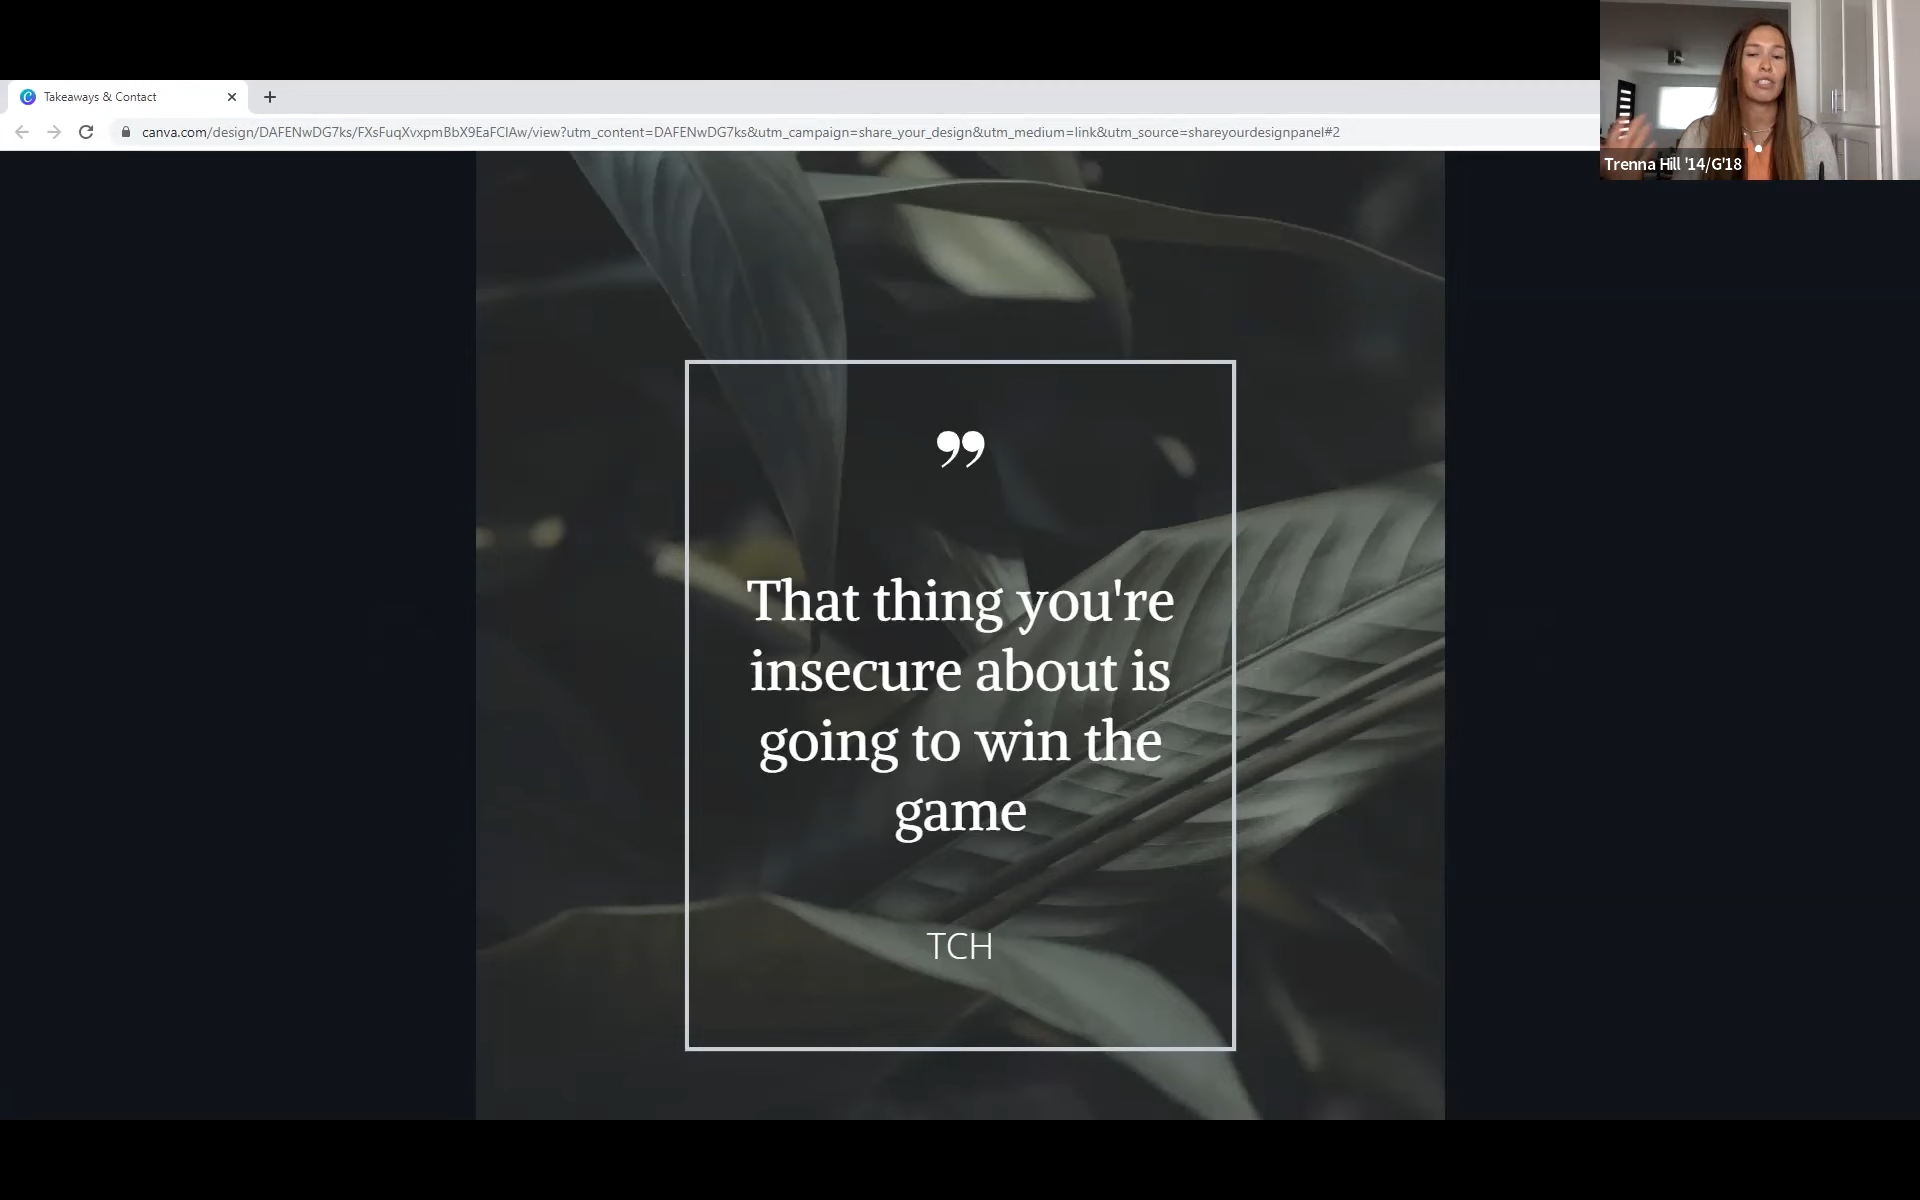 Takeaways & Contact
canva.com/design/DAFENwDG7ks/FXsFuqXvxpmBbX9EaFCIAw/view?utm_content=DAFENwDG7ks&utm_campaign=share_your_design&utm_medium=link&utm_source=shareyourdesignpanel#2
Trenna Hill '14/G'18
”
That thing you're
insecure about is
going to win the
game
TCH